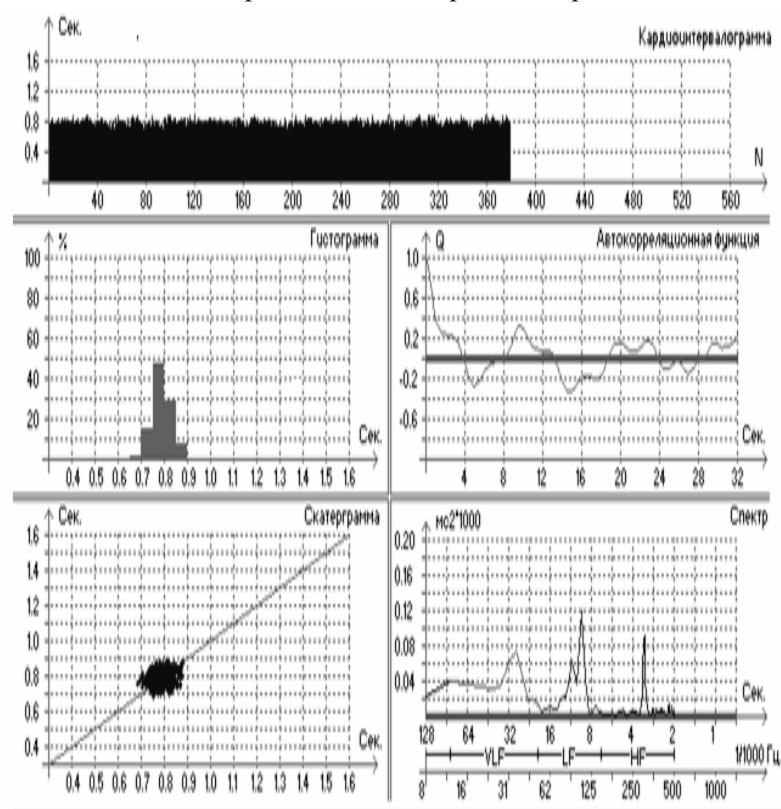 Сек.
Кардиоинтервалограмма
1.6
1.2
0.8
0.4
N
40 80 120 160 200 240 280 320 360 400 440 480 520 560
% Гистограмма
100
80
60
40
20
Сек.
0.4 0.5 0.6 0.7 0.8 0.9 1.0 1.1 1.2 1.3 1.4 1.5 1.6
Q Автокорреляционная функция
1.0
0.6
0.2
-0.2
-0.6
Сек.
4 8 12 16 20 24 28 32
Сек. Скатерграмма
1.6
1.4
1.2
1.0
0.8
0.6
0.4
Сек.
0.4 0.5 0.6 0.7 0.8 0.9 1.0 1.1 1.2 1.3 1.4 1.5 1.6
мс2*1000 Спектр
0.20
0.16
0.12
0.08
0.04
Сек.
128 64 32 16 8 4 2 1
VLF LF HF 1/1000 Гц
8 16 31 62 125 250 500 1000